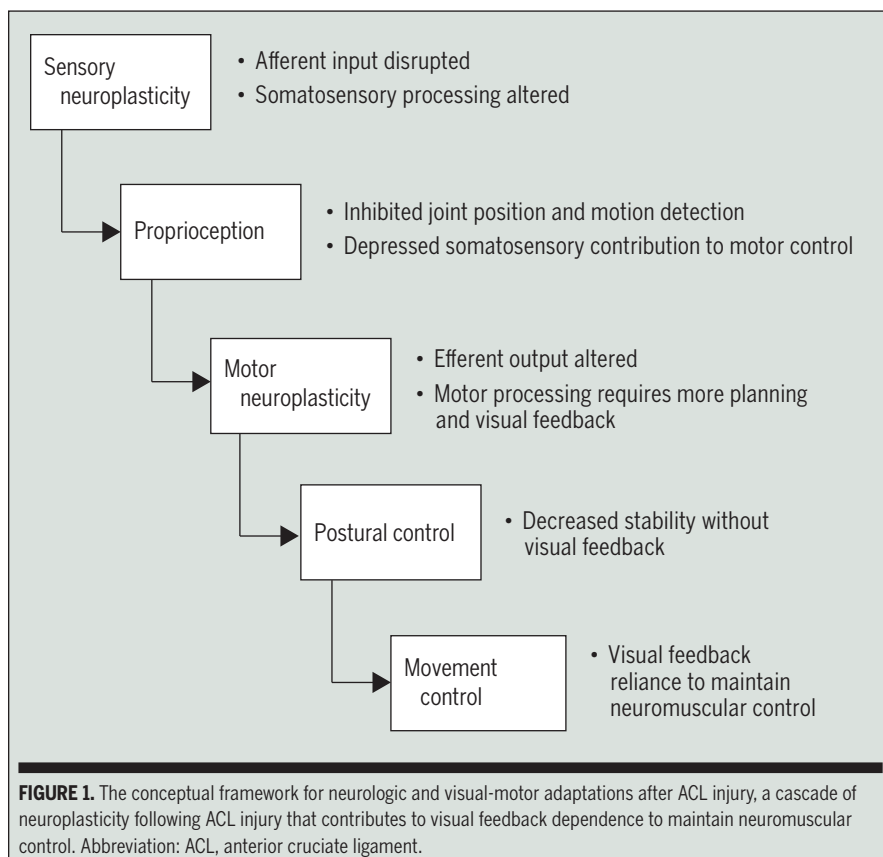 Sensory
neuroplasticity
• Afferent input disrupted
• Somatosensory processing altered
Proprioception
• Inhibited joint position and motion detection
• Depressed somatosensory contribution to motor control
Motor
neuroplasticity
• Efferent output altered
• Motor processing requires more planning
and visual feedback
Postural control
• Decreased stability without
visual feedback
Movement
control
• Visual feedback
reliance to maintain
neuromuscular control
FIGURE 1. The conceptual framework for neurologic and visual-motor adaptations after ACL injury, a cascade of
neuroplasticity following ACL injury that contributes to visual feedback dependence to maintain neuromuscular
control. Abbreviation: ACL, anterior cruciate ligament.